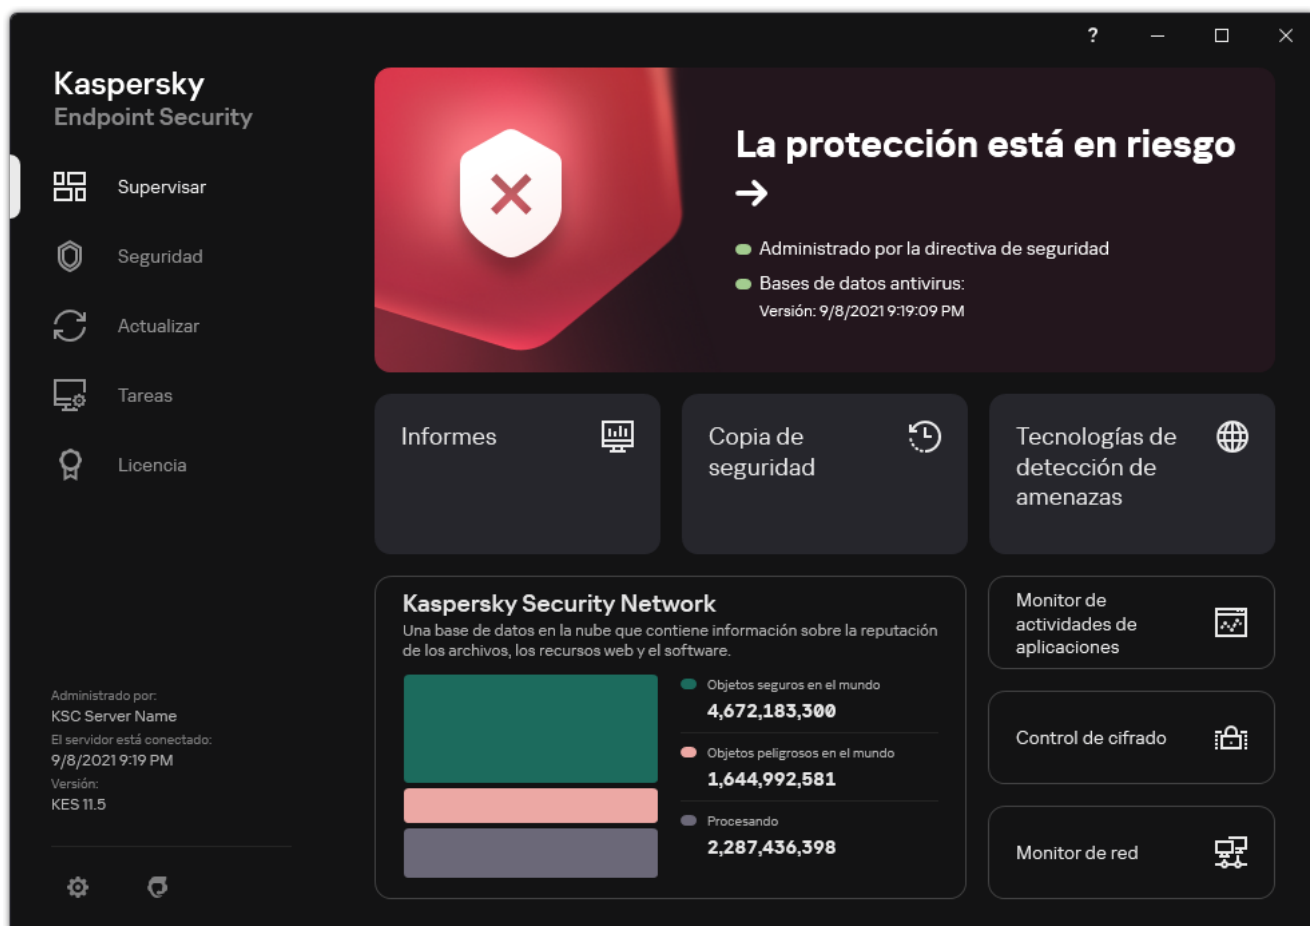 ?
Kaspersky
Endpoint Security
Supervisar
Seguridad
Actualizar
Tareas
Licencia
Administrado por:
KSC Server Name
El servidor está conectado:
9/8/2021 9:19 PM
Versión:
KES 11.5
La protección está en riesgo
Administrado por la directiva de seguridad
Bases de datos antivirus:
Versión: 9/8/2021 9:19:09 PM
Informes
Copia de
seguridad
Tecnologías de
detección de
amenazas
Kaspersky Security Network
Una base de datos en la nube que contiene información sobre la reputación
de los archivos, los recursos web y el software.
Objetos seguros en el mundo
4,672,183,300
Objetos peligrosos en el mundo
1,644,992,581
Procesando
2,287,436,398
Monitor de
actividades de
aplicaciones
Control de cifrado
Monitor de red